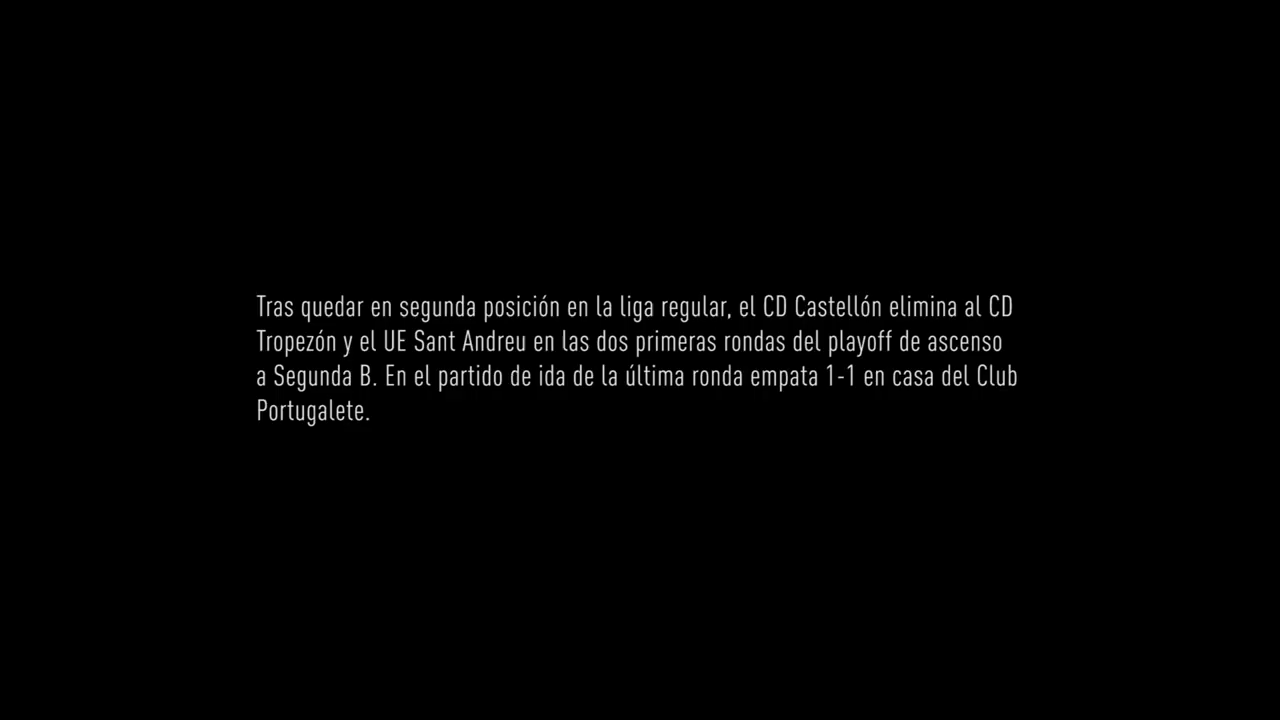 Tras quedar en segunda posición en la liga regular, el CD Castellón elimina al CD
Tropezón y el UE Sant Andreu en las dos primeras rondas del playoff de ascenso
a Segunda B. En el partido de ida de la última ronda empata 1-1 en casa del Club
Portugalete.